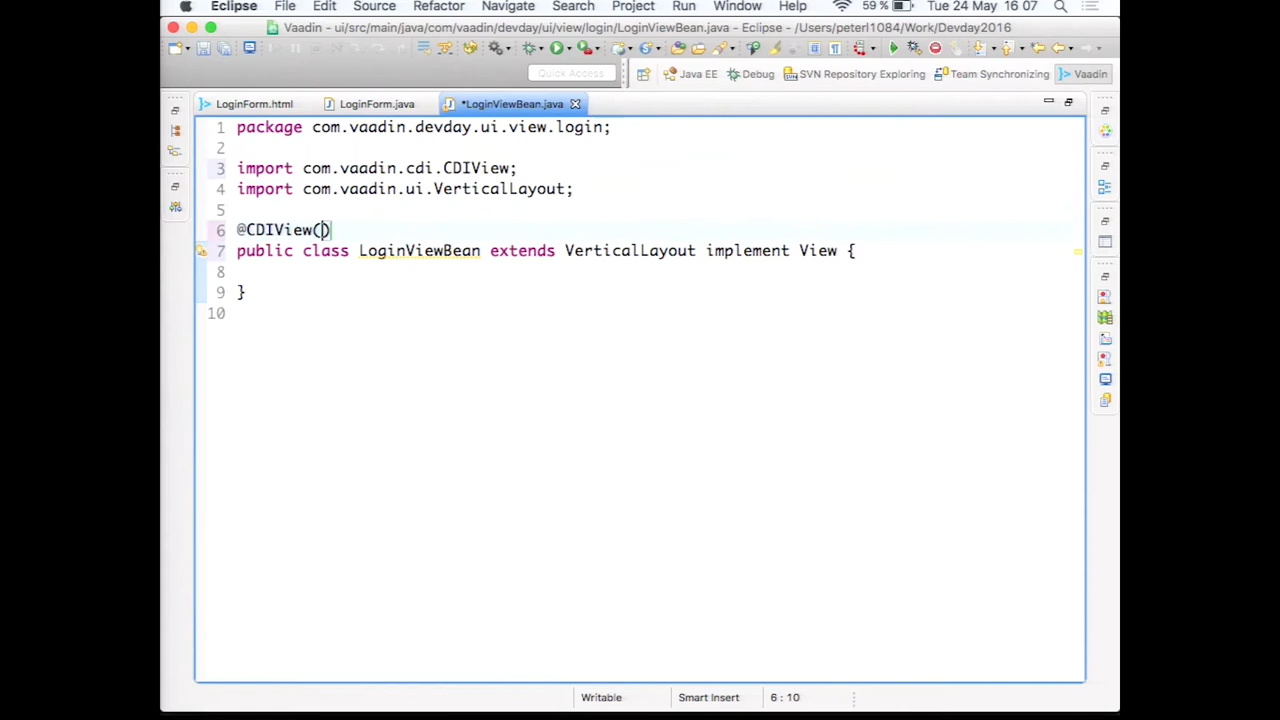 Eclipse File Edit Source Refactor Navigate Search Project Run Window Help 59 % Tue 24 May 16 07
Vaadin - ui/src/main/java/com/vaadin/devday/ui/view/login/LoginViewBean.java - Eclipse - /Users/peterl1084/Work/Devday2016
Quick Access Java EE Debug SVN Repository Exploring Team Synchronizing Vaadin
LoginForm.html LoginForm.java *LoginViewBean.java
1 package com.vaadin.devday.ui.view.login;
2
3 import com.vaadin.cdi.CDIView;
4 import com.vaadin.ui.VerticalLayout;
5
6 @CDIView()
7 public class LoginViewBean extends VerticalLayout implement View {
8
9 }
10
Writable Smart Insert 6 : 10